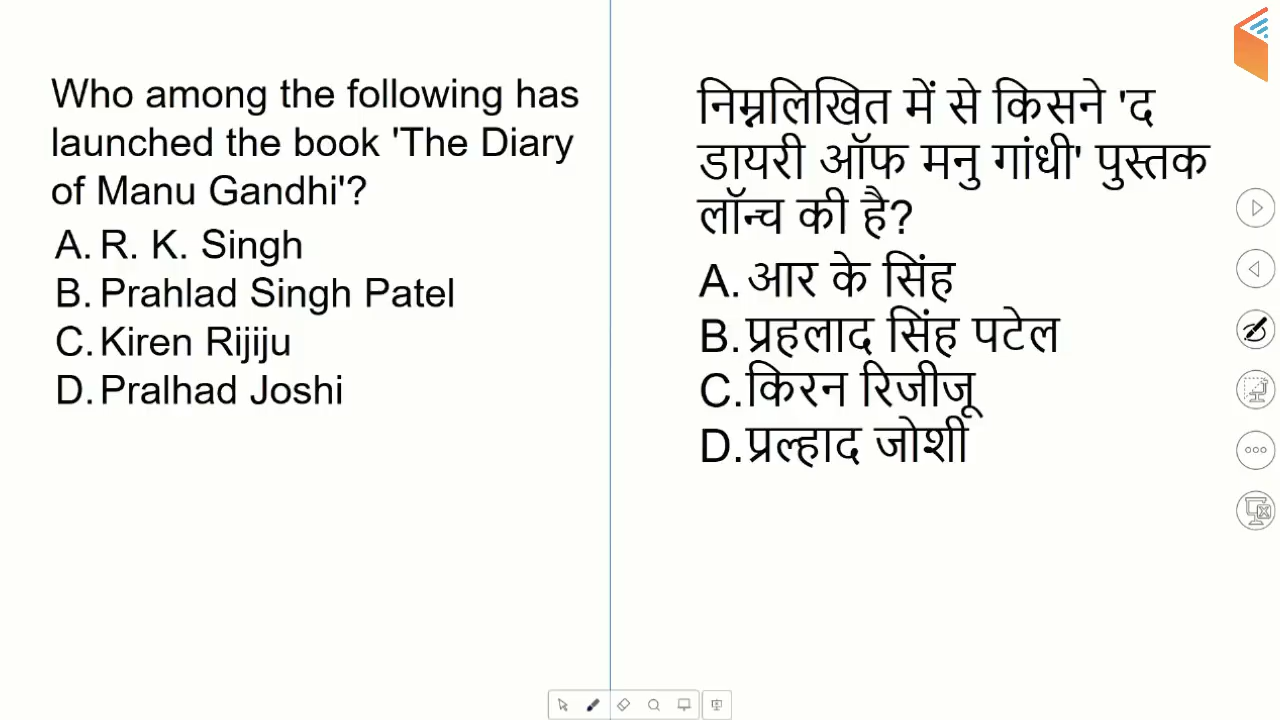 Who among the following has
launched the book 'The Diary
of Manu Gandhi'?
A. R. K. Singh
B. Prahlad Singh Patel
C. Kiren Rijiju
D. Pralhad Joshi
निम्नलिखित में से किसने 'द
डायरी ऑफ मनु गांधी' पुस्तक
लॉन्च की है?
A. आर के सिंह
B. प्रहलाद सिंह पटेल
C. किरन रिजीजू
D. प्रल्हाद जोशी